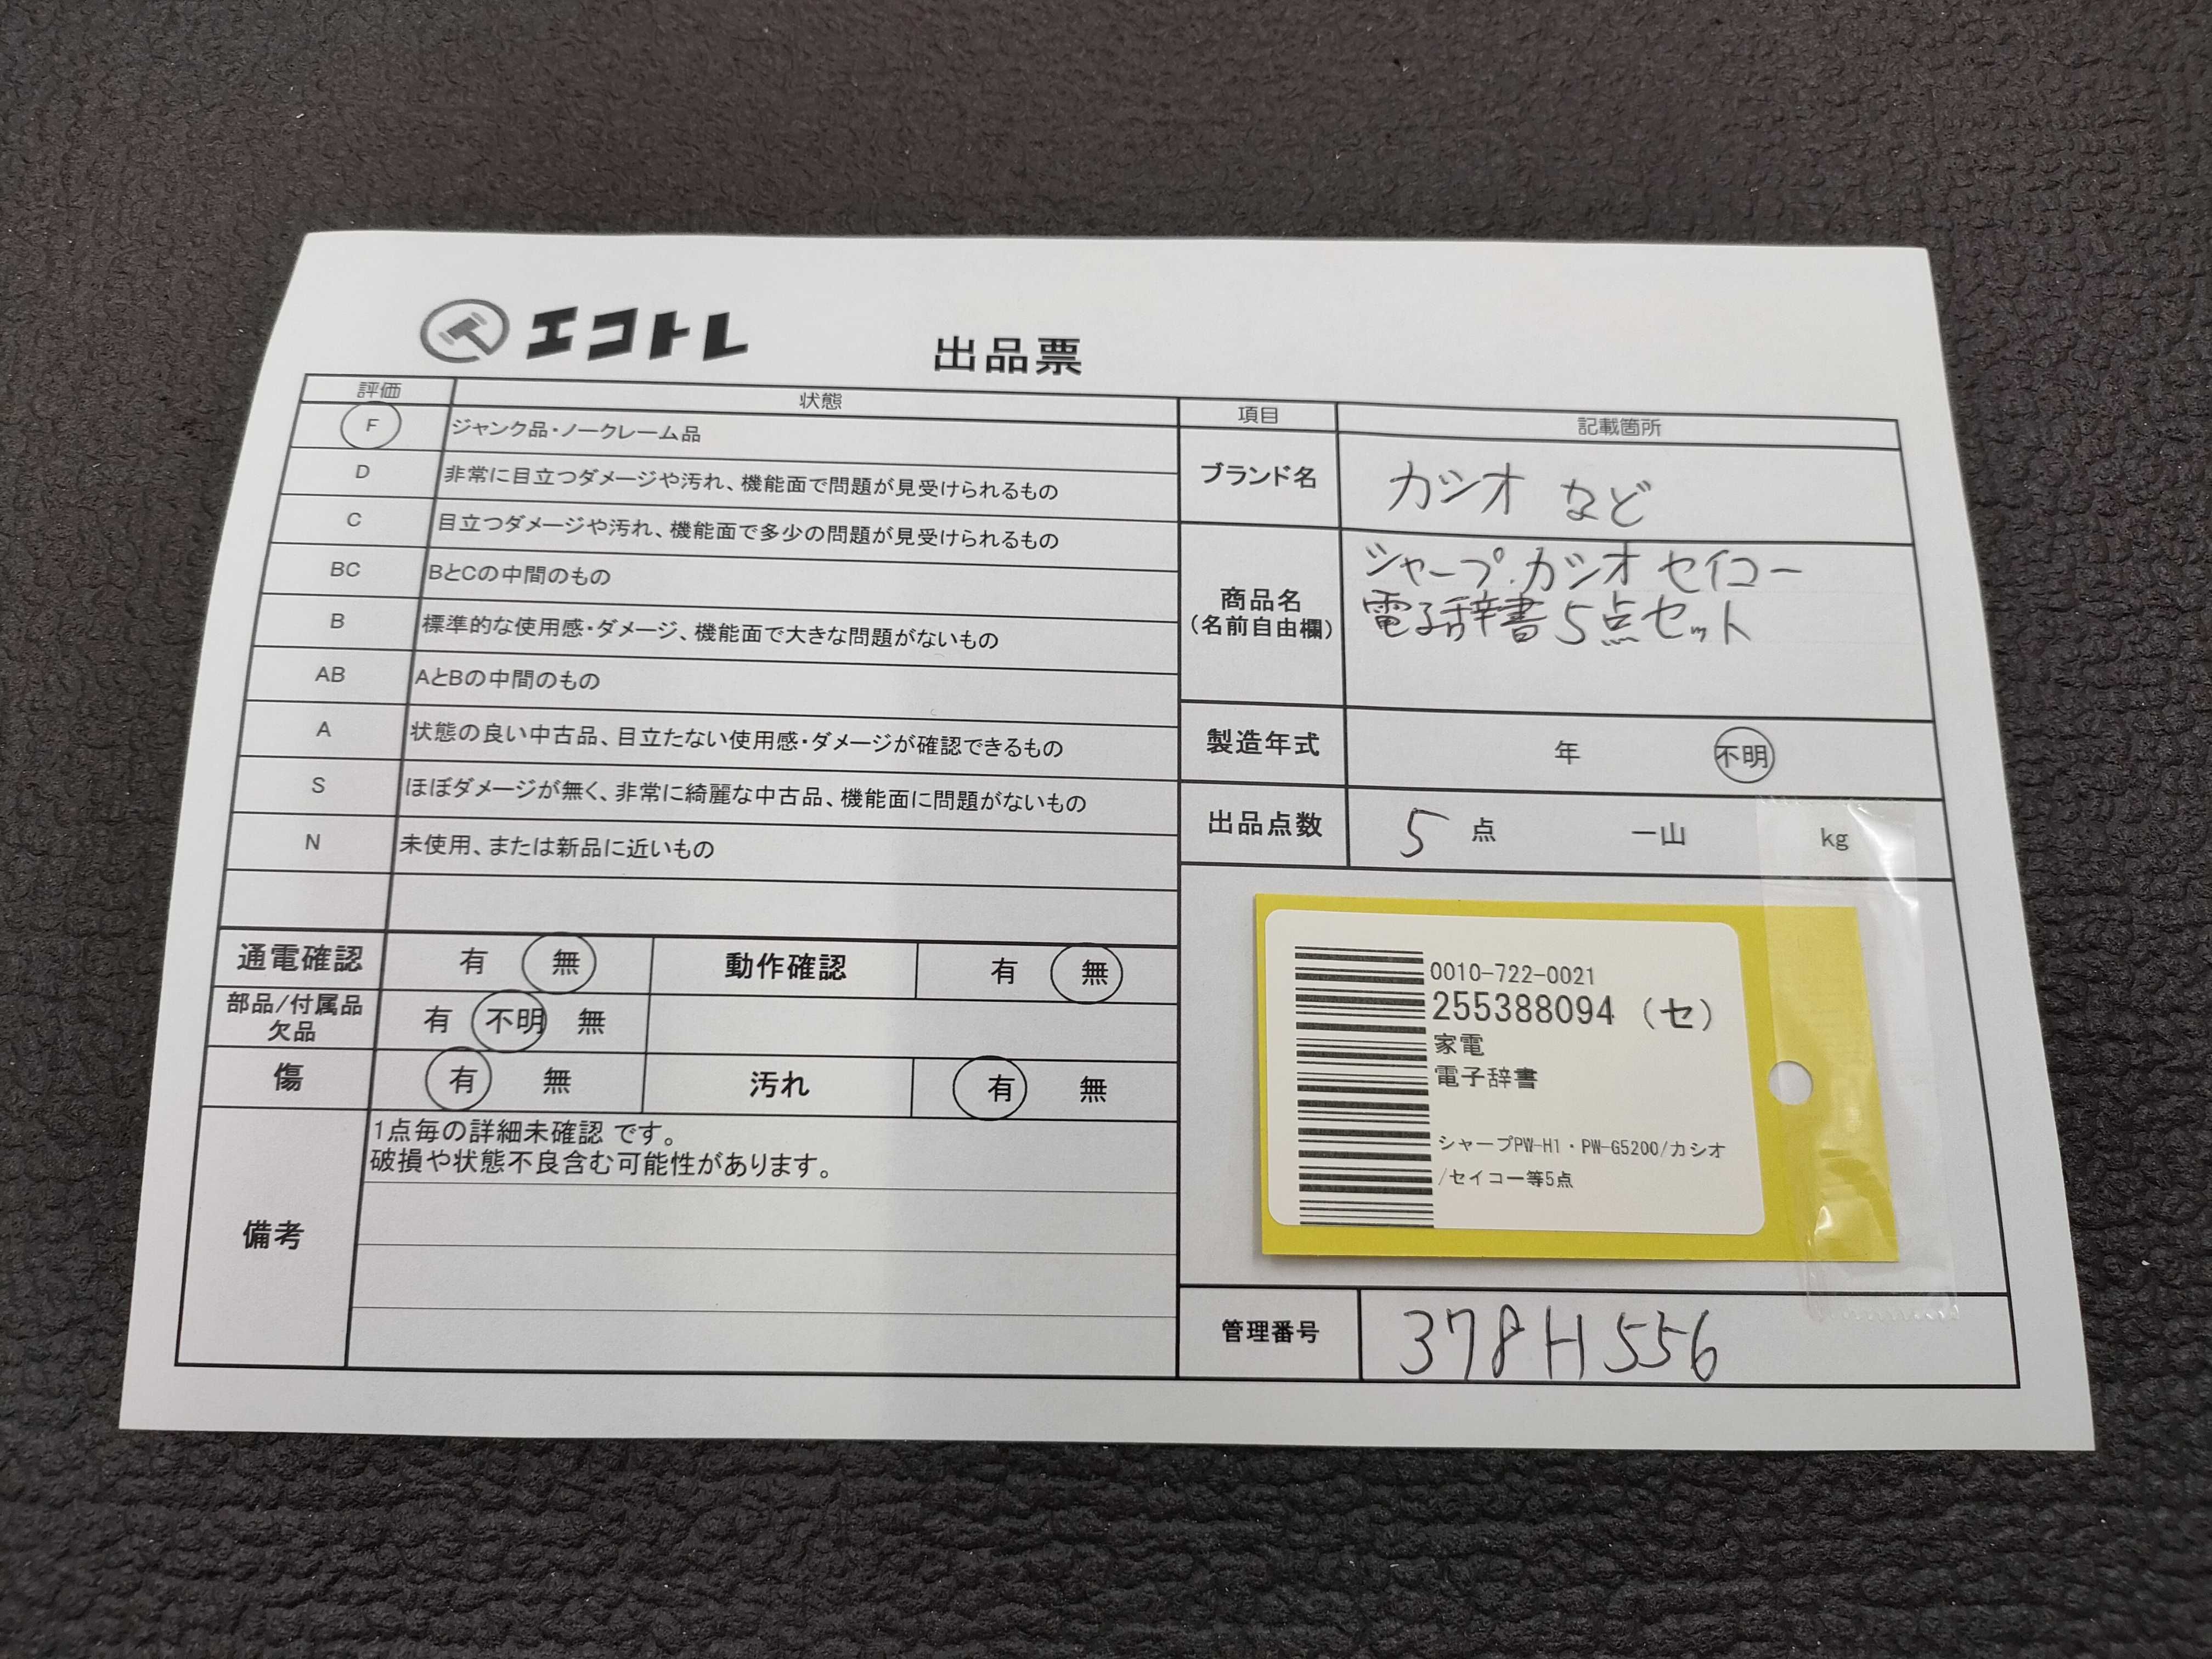 エコトレ
出品票
評価 状態
F ジャンク品・ノークレーム品
D 非常に目立つダメージや汚れ、機能面で問題が見受けられるもの
C 目立つダメージや汚れ、機能面で多少の問題が見受けられるもの
BC BとCの中間のもの
B 標準的な使用感・ダメージ、機能面で大きな問題がないもの
AB AとBの中間のもの
A 状態の良い中古品、目立たない使用感・ダメージが確認できるもの
S ほぼダメージが無く、非常に綺麗な中古品、機能面に問題がないもの
N 未使用、または新品に近いもの
通電確認 有 無 動作確認 有 無
部品/付属品
欠品 有 不明 無
傷 有 無 汚れ 有 無
備考
1点毎の詳細未確認 です。
破損や状態不良含む可能性があります。
項目 記載箇所
ブランド名 カシオ など
商品名
(名前自由欄)
シャープ.カシオ セイコー
電子辞書 5点セット
製造年式 年 不明
出品点数 5 点 一山 kg
0010-722-0021
255388094 (セ)
家電
電子辞書
シャープPW-H1・PW-G5200/カシオ
/セイコー等5点
管理番号 378H556